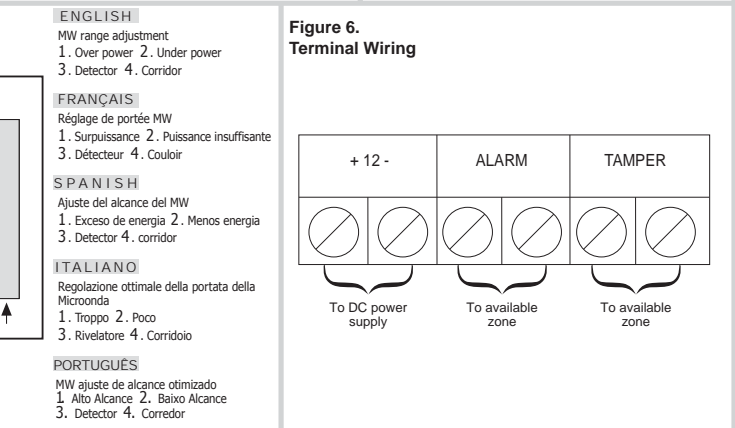 ENGLISH
MW range adjustment
1. Over power 2. Under power
3. Detector 4. Corridor
FRANÇAIS
Réglage de portée MW
1. Surpuissance 2. Puissance insuffisante
3. Détecteur 4. Couloir
SPANISH
Ajuste del alcance del MW
1. Exceso de energia 2. Menos energia
3. Detector 4. corridor
ITALIANO
Regolazione ottimale della portata della
Microonda
1. Troppo 2. Poco
3. Rivelatore 4. Corridoio
PORTUGUÊS
MW ajuste de alcance otimizado
1. Alto Alcance 2. Baixo Alcance
3. Detector 4. Corredor
Figure 6.
Terminal Wiring
+ 12 - ALARM TAMPER
To DC power
supply
To available
zone
To available
zone